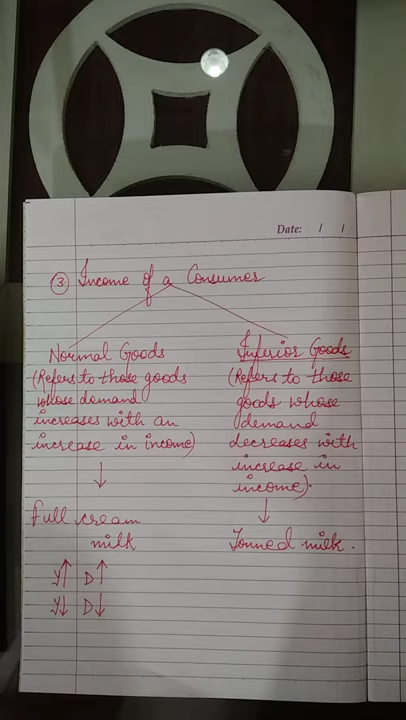 Date: / /
③ Income of a Consumer
Normal Goods
(Refers to those goods
whose demand
increases with an
increase in income)
↓
Full cream
milk
Y↑ D↑
Y↓ D↓
Inferior Goods
(Refers to those
goods whose
demand
decreases with
increase in
income).
↓
Tonned milk.